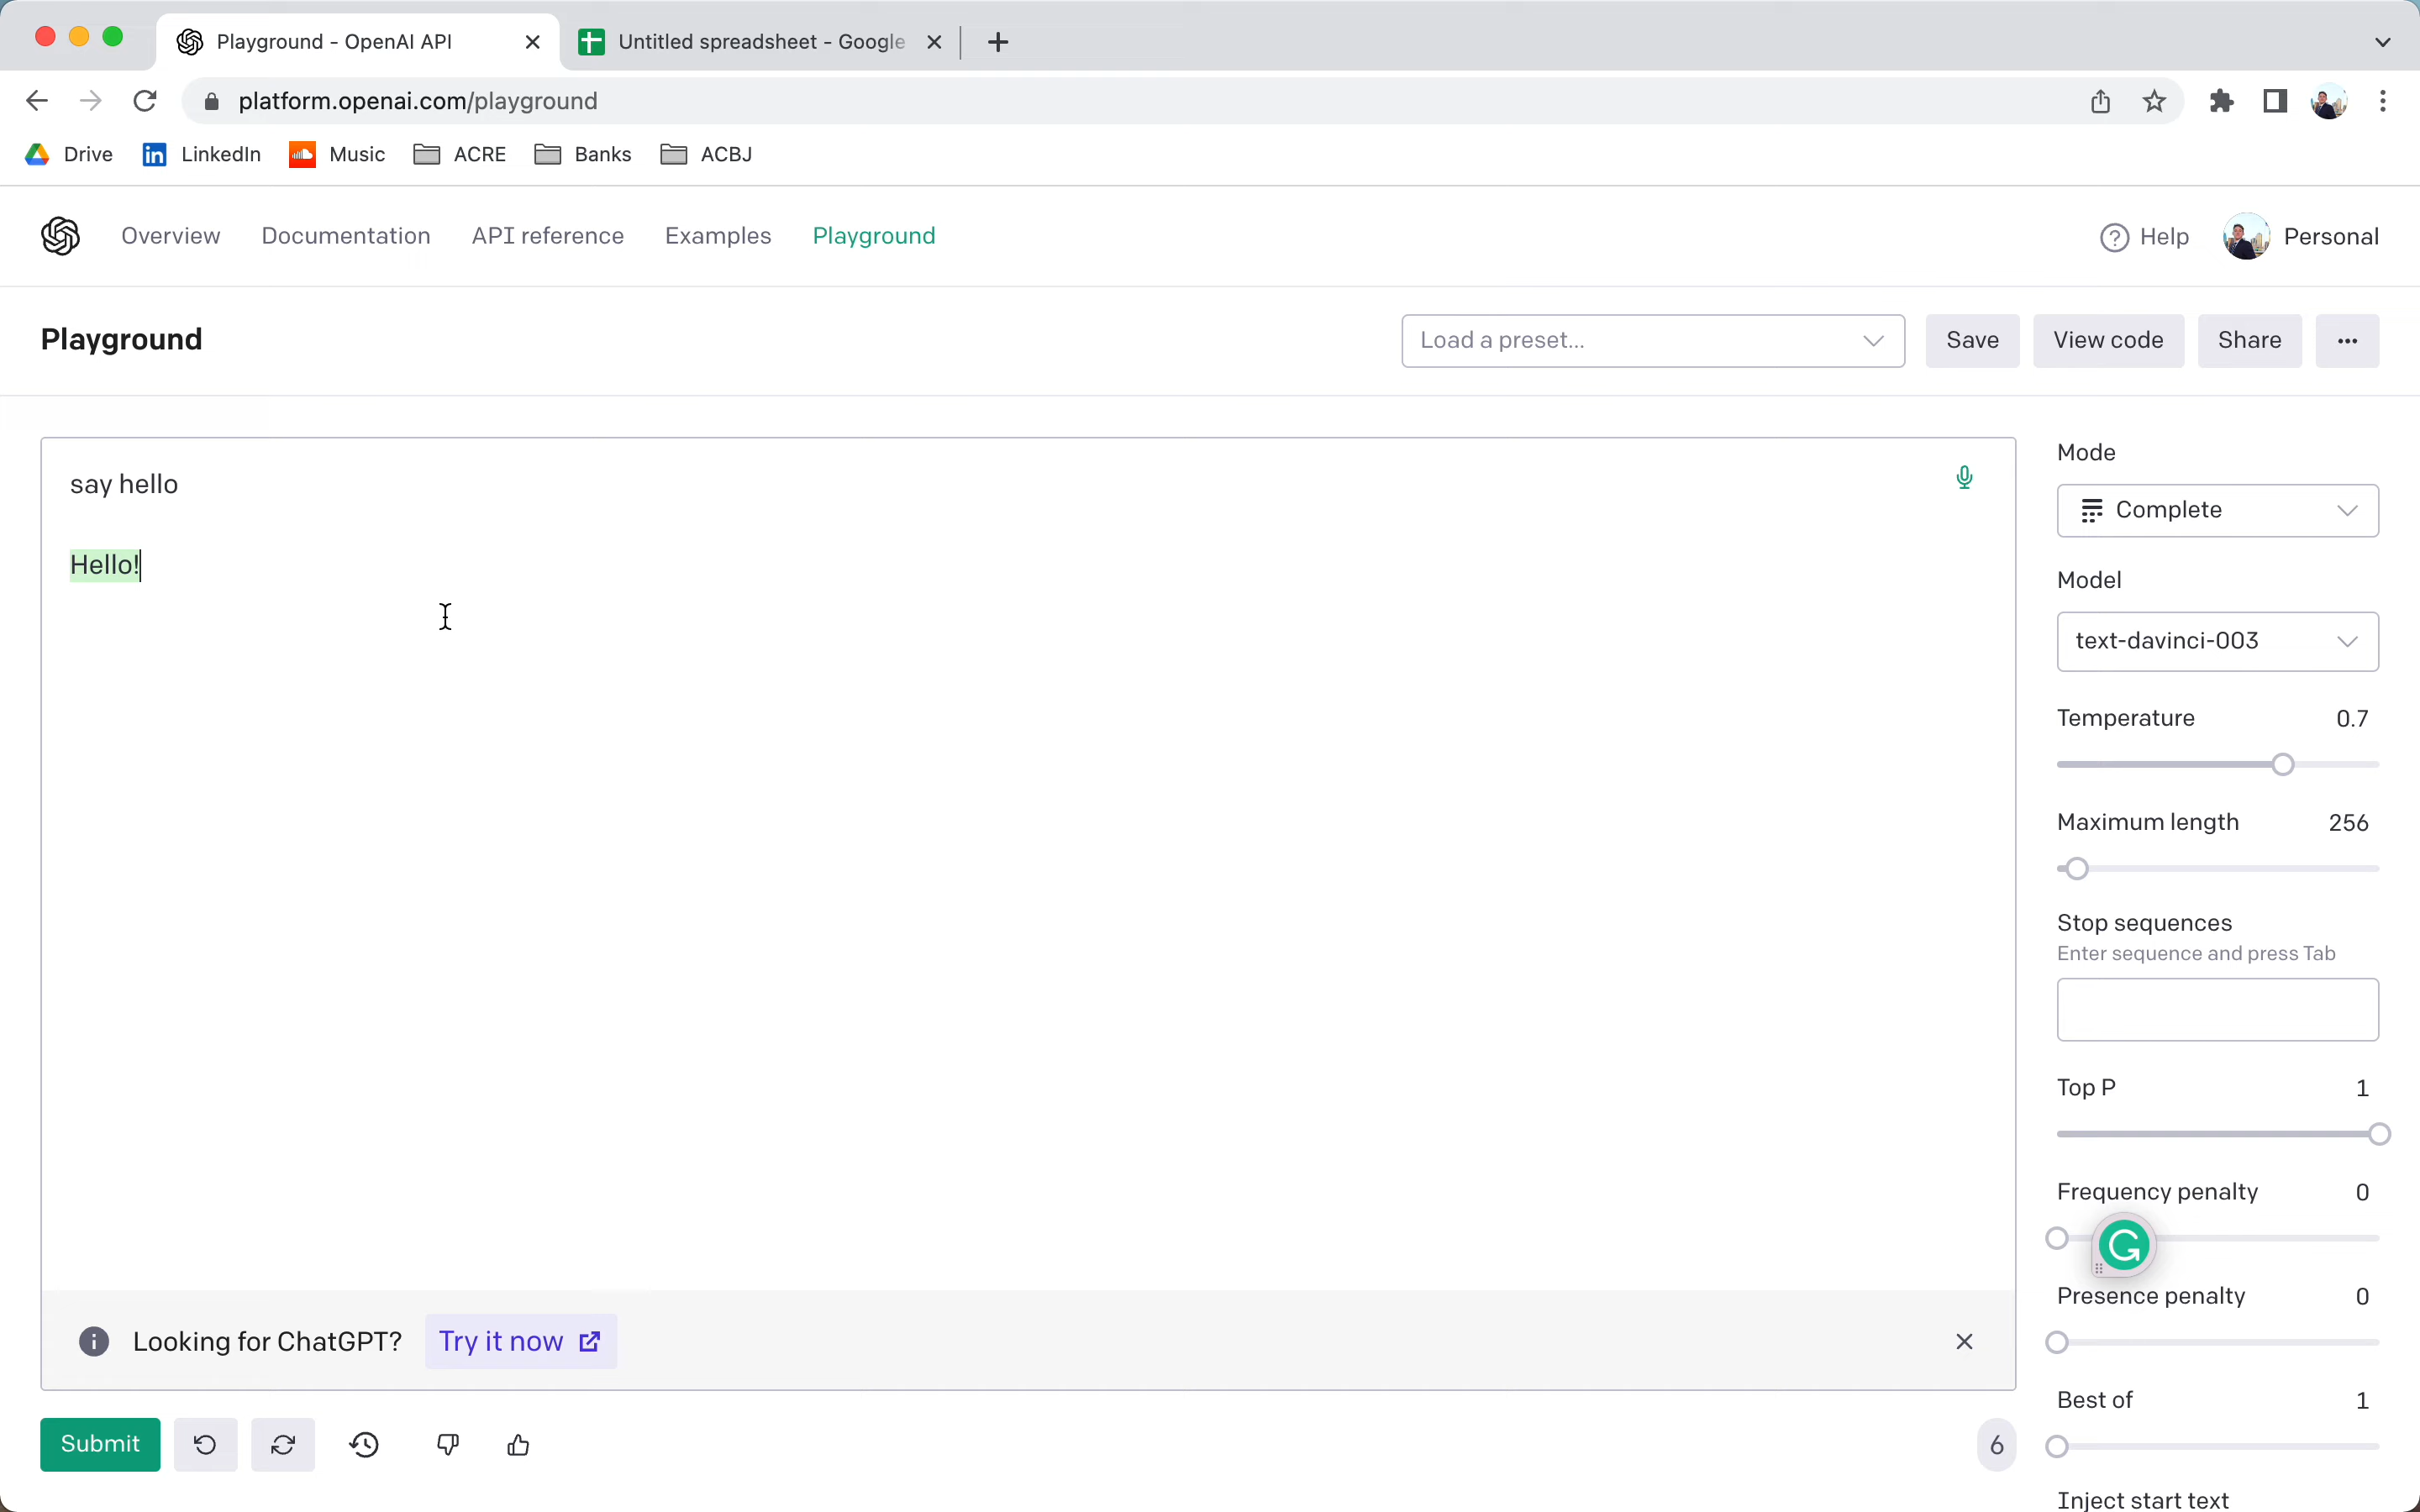 Playground - OpenAI API
Untitled spreadsheet - Google
platform.openai.com/playground
Drive LinkedIn Music ACRE Banks ACBJ
Overview Documentation API reference Examples Playground Help Personal
Playground
Load a preset...
Save View code Share
say hello
Hello!
Mode
Complete
Model
text-davinci-003
Temperature 0.7
Maximum length 256
Stop sequences
Enter sequence and press Tab
Top P 1
Frequency penalty 0
Presence penalty 0
Best of 1
Inject start text
Looking for ChatGPT? Try it now
Submit
6